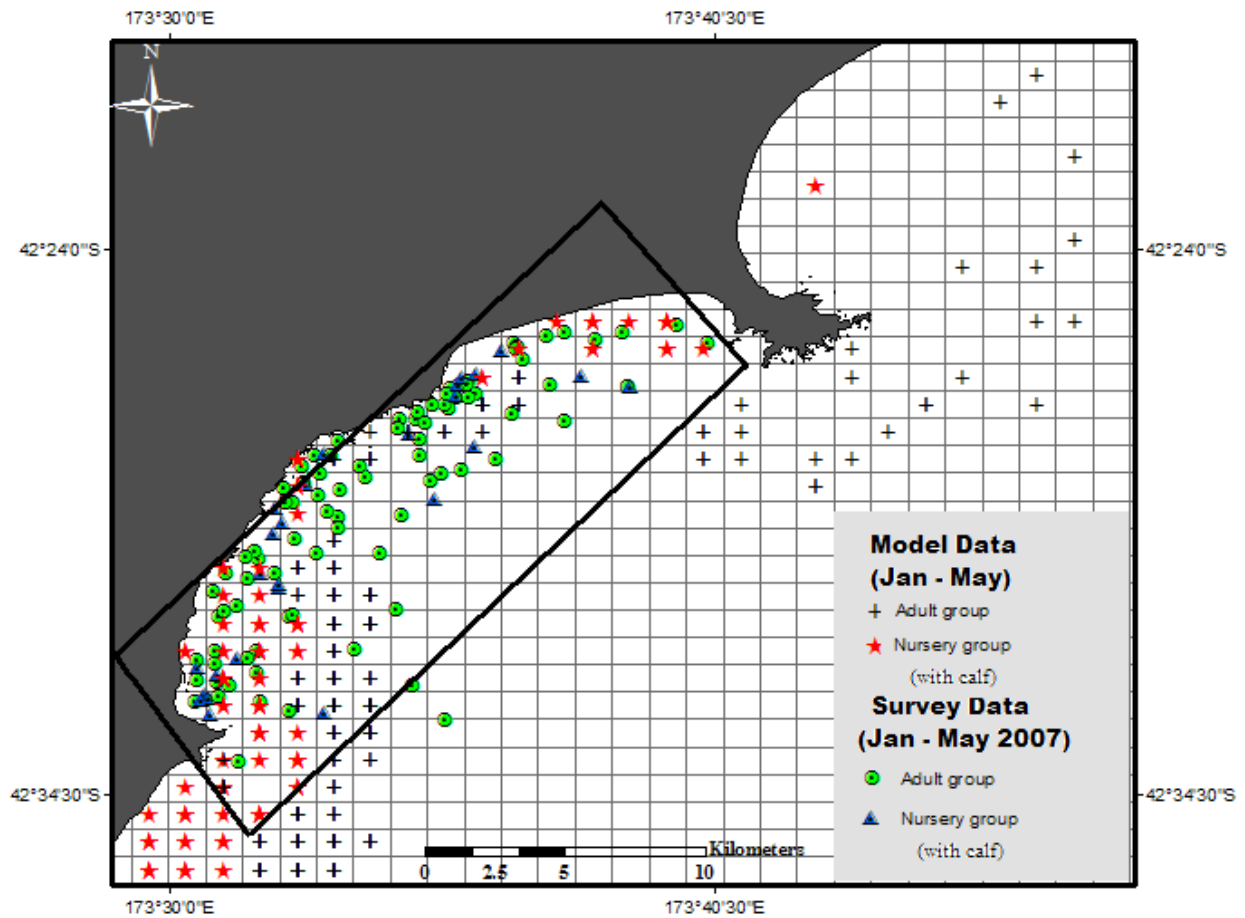 173°30'0"E 173°40'30"E
N
42°24'0"S 42°24'0"S
Model Data
(Jan - May)
Adult group
Nursery group
(with calf)
Survey Data
(Jan - May 2007)
Adult group
Nursery group
(with calf)
42°34'30"S 42°34'30"S
Kilometers
0 2.5 5 10
173°30'0"E 173°40'30"E